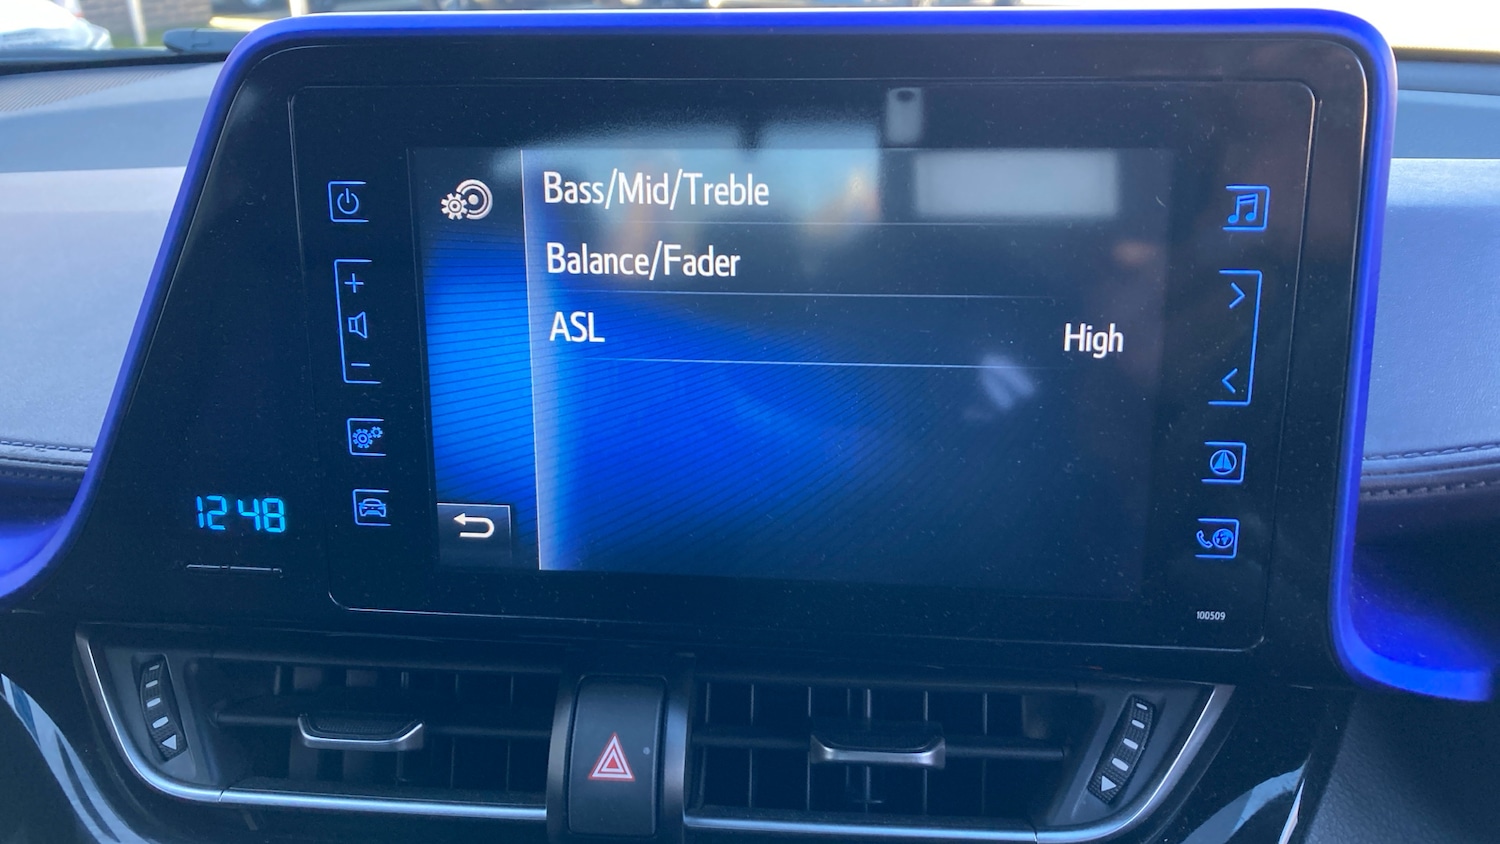 Bass/Mid/Treble
Balance/Fader
ASL High
12 48
100509